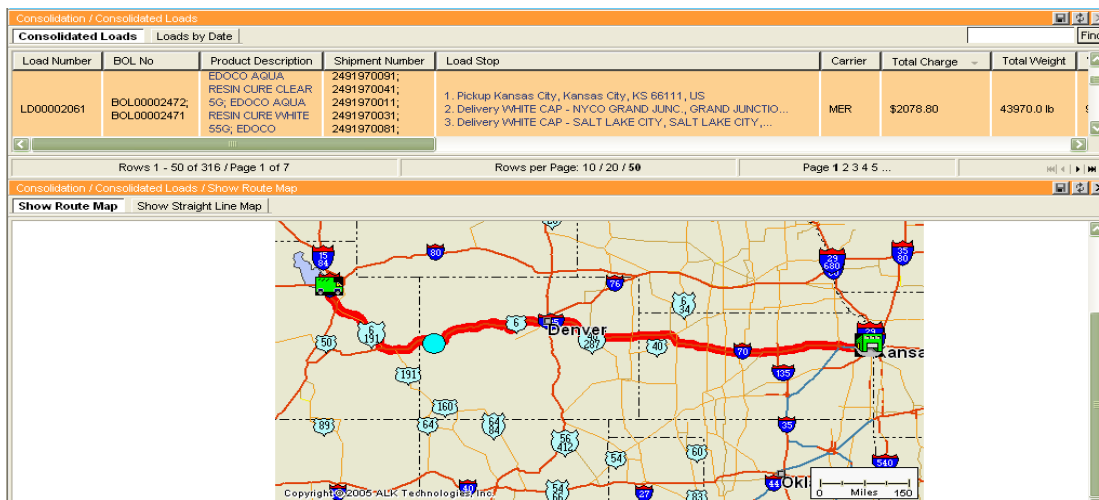 Consolidation / Consolidated Loads
Consolidated Loads
Loads by Date
Find
Load Number
BOL No
Product Description
Shipment Number
Load Stop
Carrier
Total Charge
Total Weight
LD00002061
BOL00002472;
BOL00002471
EDOCO AQUA
RESIN CURE CLEAR
5G; EDOCO AQUA
RESIN CURE WHITE
55G; EDOCO
2491970091;
2491970041;
2491970011;
2491970031;
2491970081;
1. Pickup Kansas City, Kansas City, KS 66111, US
2. Delivery WHITE CAP - NYCO GRAND JUNC., GRAND JUNCTIO...
3. Delivery WHITE CAP - SALT LAKE CITY, SALT LAKE CITY,...
MER
$2078.80
43970.0 lb
Rows 1 - 50 of 316 / Page 1 of 7
Rows per Page: 10 / 20 / 50
Page 1 2 3 4 5 ...
Consolidation / Consolidated Loads / Show Route Map
Show Route Map
Show Straight Line Map
15
84
80
29
680
35
80
76
6
34
6
191
50
6
Denver
40
287
40
70
29
Kansa
191
135
160
89
64
64
84
35
56
412
54
60
540
40
54
27
83
44
Okl
Copyright © 2005 ALK Technologies, Inc.
0 Miles 150